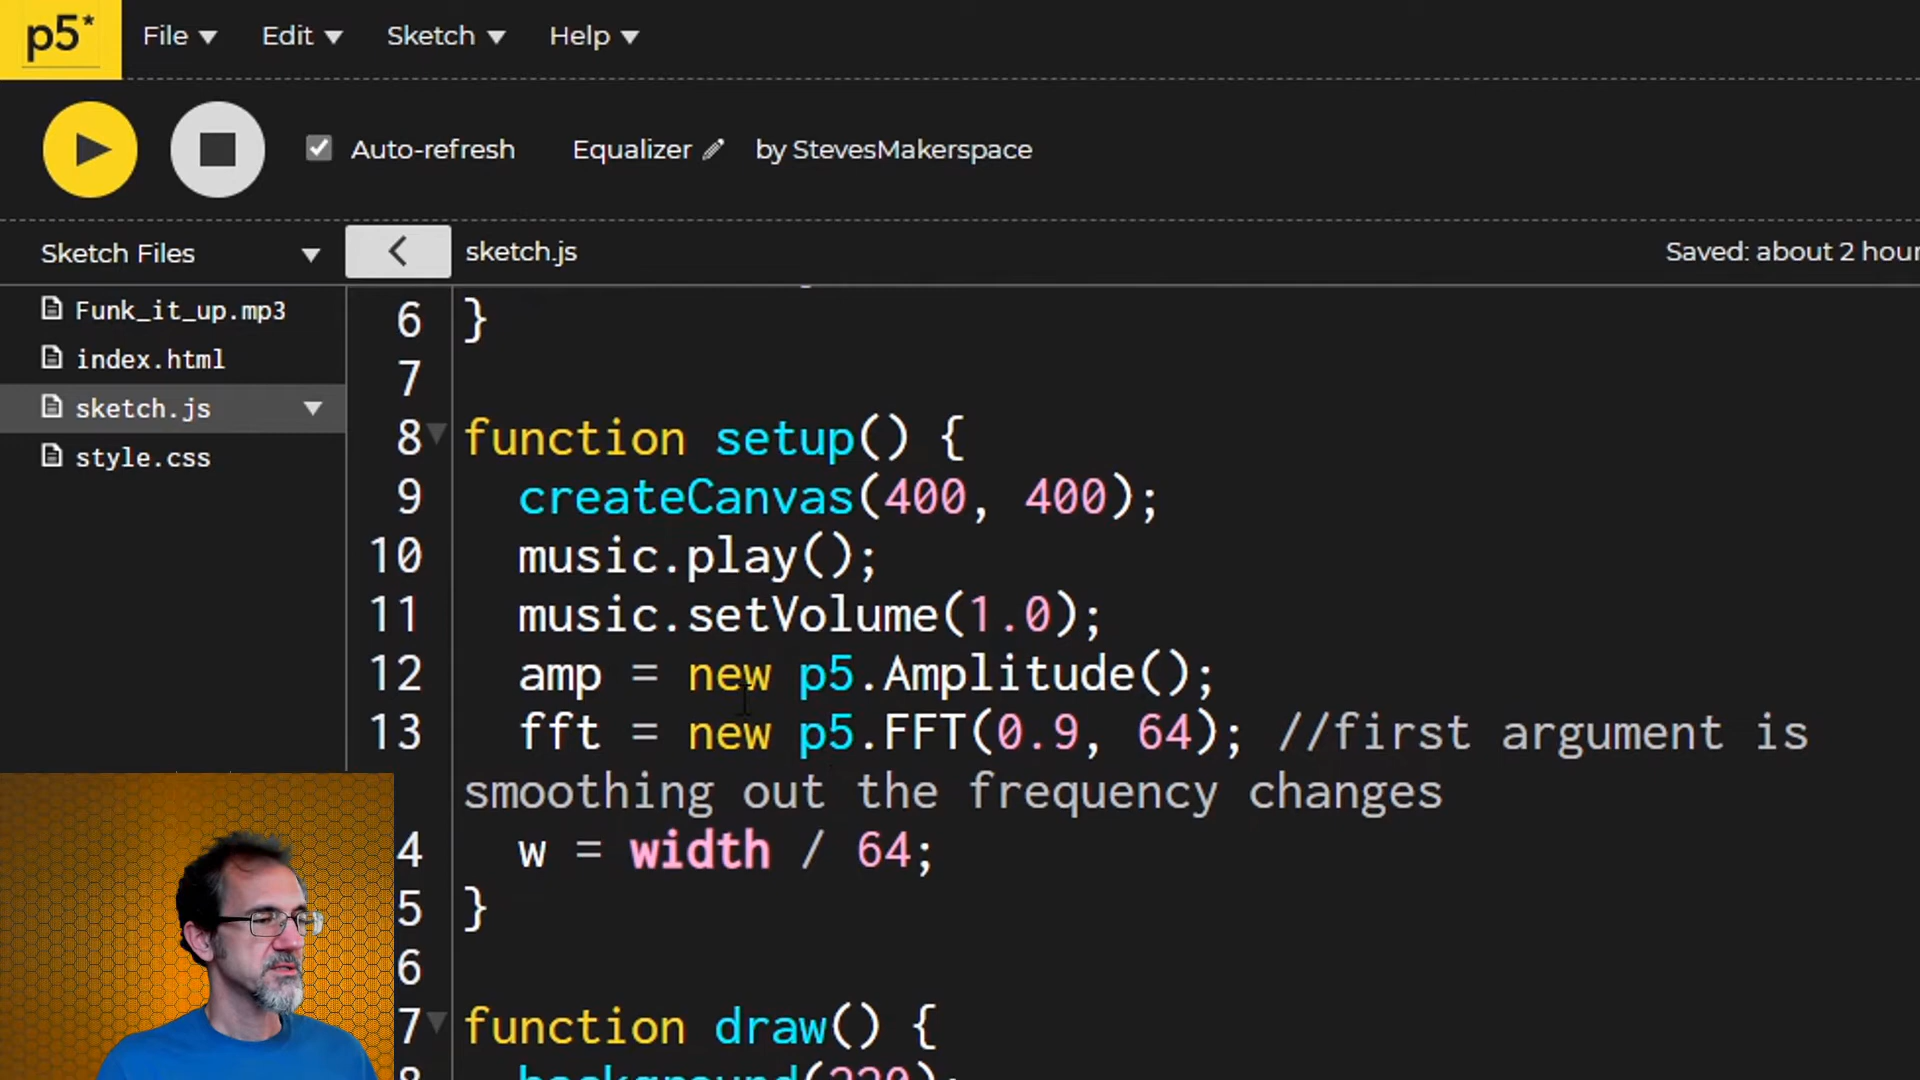 p5*
File
Edit
Sketch
Help
Auto-refresh
Equalizer
by StevesMakerspace
Sketch Files
sketch.js
Saved: about 2 hour
Funk_it_up.mp3
index.html
sketch.js
style.css
6 }
7
8 function setup() {
9 createCanvas(400, 400);
10 music.play();
11 music.setVolume(1.0);
12 amp = new p5.Amplitude();
13 fft = new p5.FFT(0.9, 64); //first argument is
smoothing out the frequency changes
4 w = width / 64;
5 }
6
7 function draw() {
8 background(220);